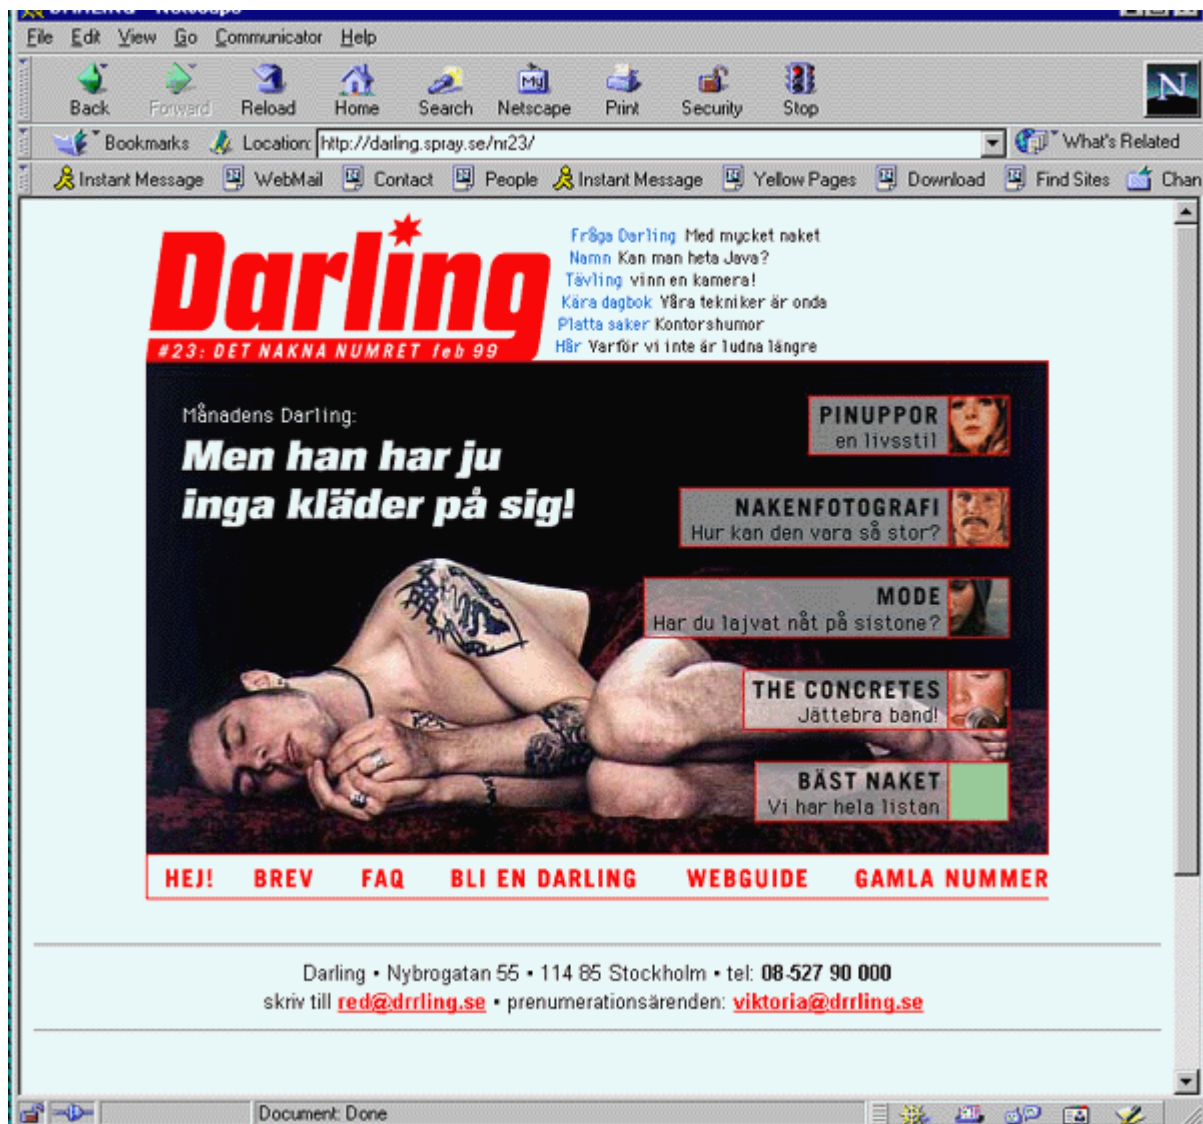 File Edit View Go Communicator Help
Back Forward Reload Home Search My Netscape Print Security Stop N
Bookmarks Location: http://darling.spray.se/nr23/ What's Related
Instant Message WebMail Contact People Instant Message Yellow Pages Download Find Sites Chan
Darling
#23: DET NAKNA NUMRET feb 99
Fråga Darling Med mycket naket
Namn Kan man heta Java?
Tävling vinn en kamera!
Kära dagbok Våra tekniker är onda
Platta saker Kontorshumor
Hår Varför vi inte är ludna längre
Månadens Darling:
Men han har ju
inga kläder på sig!
PINUPPOR
en livsstil
NAKENFOTOGRAFI
Hur kan den vara så stor?
MODE
Har du lajvat nåt på sistone?
THE CONCRETES
Jättebra band!
BÄST NAKET
Vi har hela listan
HEJ! BREV FAQ BLI EN DARLING WEBGUIDE GAMLA NUMMER
Darling • Nybrogatan 55 • 114 85 Stockholm • tel: 08-527 90 000
skriv till red@drrling.se • prenumerationsärenden: viktoria@drrling.se
Document: Done